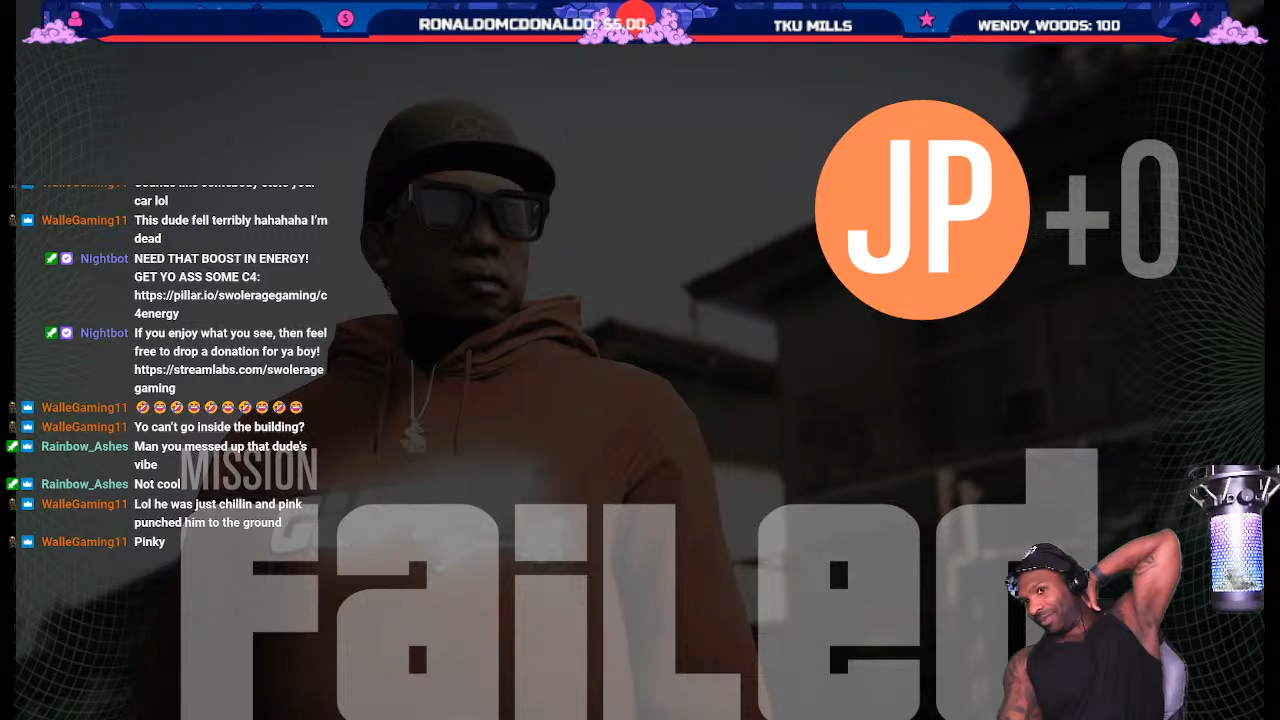 RONALDOMCDONALDO: $5.00
TKU MILLS
WENDY_WOODS: 100
JP +0
car lol
WalleGaming11 This dude fell terribly hahahaha I'm
dead
Nightbot NEED THAT BOOST IN ENERGY!
GET YO ASS SOME C4:
https://pillar.io/swoleragegaming/c
4energy
Nightbot If you enjoy what you see, then feel
free to drop a donation for ya boy!
https://streamlabs.com/swolerage
gaming
WalleGaming11 🤣😂🤣😂🤣😂🤣😂🤣😂
WalleGaming11 Yo can't go inside the building?
Rainbow_Ashes Man you messed up that dude's
vibe
Rainbow_Ashes Not cool
WalleGaming11 Lol he was just chillin and pink
punched him to the ground
WalleGaming11 Pinky
MISSION
FaiLed